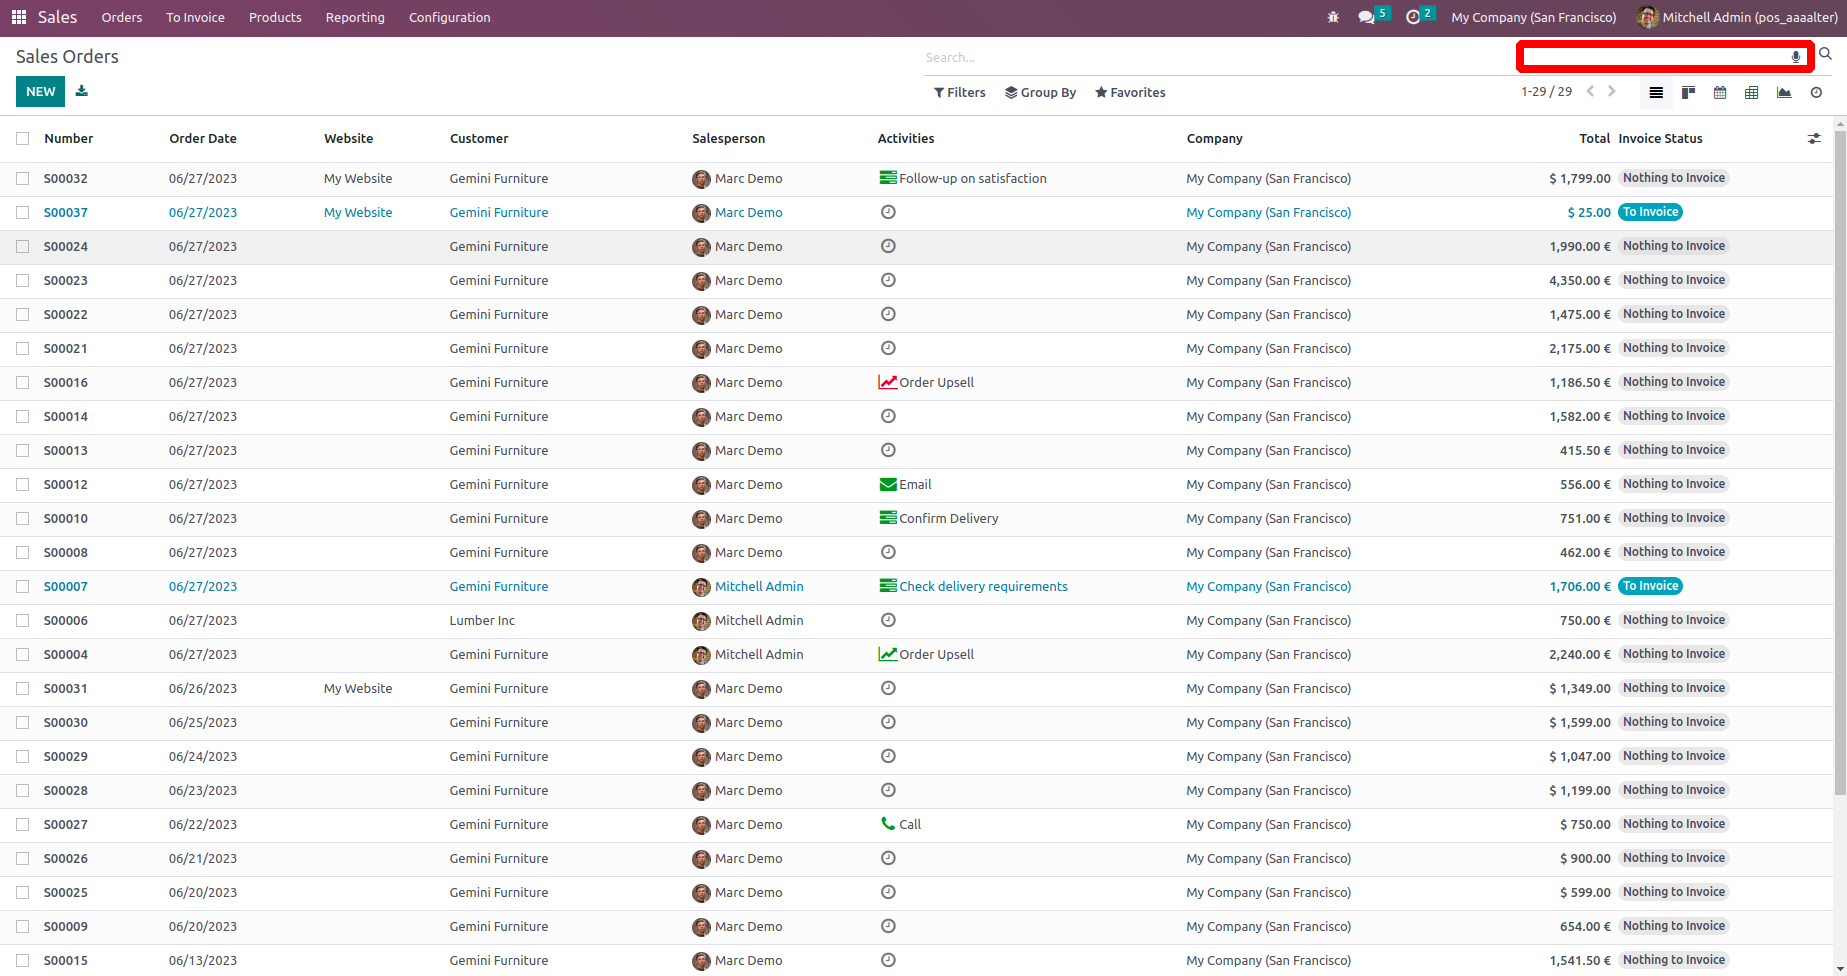 Sales Orders To Invoice Products Reporting Configuration 5 2 My Company (San Francisco) Mitchell Admin (pos_aaaalter)
Sales Orders Search...
NEW Filters Group By Favorites 1-29 / 29
Number Order Date Website Customer Salesperson Activities Company Total Invoice Status
S00032 06/27/2023 My Website Gemini Furniture Marc Demo Follow-up on satisfaction My Company (San Francisco) $ 1,799.00 Nothing to Invoice
S00037 06/27/2023 My Website Gemini Furniture Marc Demo My Company (San Francisco) $ 25.00 To Invoice
S00024 06/27/2023 Gemini Furniture Marc Demo My Company (San Francisco) 1,990.00 € Nothing to Invoice
S00023 06/27/2023 Gemini Furniture Marc Demo My Company (San Francisco) 4,350.00 € Nothing to Invoice
S00022 06/27/2023 Gemini Furniture Marc Demo My Company (San Francisco) 1,475.00 € Nothing to Invoice
S00021 06/27/2023 Gemini Furniture Marc Demo My Company (San Francisco) 2,175.00 € Nothing to Invoice
S00016 06/27/2023 Gemini Furniture Marc Demo Order Upsell My Company (San Francisco) 1,186.50 € Nothing to Invoice
S00014 06/27/2023 Gemini Furniture Marc Demo My Company (San Francisco) 1,582.00 € Nothing to Invoice
S00013 06/27/2023 Gemini Furniture Marc Demo My Company (San Francisco) 415.50 € Nothing to Invoice
S00012 06/27/2023 Gemini Furniture Marc Demo Email My Company (San Francisco) 556.00 € Nothing to Invoice
S00010 06/27/2023 Gemini Furniture Marc Demo Confirm Delivery My Company (San Francisco) 751.00 € Nothing to Invoice
S00008 06/27/2023 Gemini Furniture Marc Demo My Company (San Francisco) 462.00 € Nothing to Invoice
S00007 06/27/2023 Gemini Furniture Mitchell Admin Check delivery requirements My Company (San Francisco) 1,706.00 € To Invoice
S00006 06/27/2023 Lumber Inc Mitchell Admin My Company (San Francisco) 750.00 € Nothing to Invoice
S00004 06/27/2023 Gemini Furniture Mitchell Admin Order Upsell My Company (San Francisco) 2,240.00 € Nothing to Invoice
S00031 06/26/2023 My Website Gemini Furniture Marc Demo My Company (San Francisco) $ 1,349.00 Nothing to Invoice
S00030 06/25/2023 Gemini Furniture Marc Demo My Company (San Francisco) $ 1,599.00 Nothing to Invoice
S00029 06/24/2023 Gemini Furniture Marc Demo My Company (San Francisco) $ 1,047.00 Nothing to Invoice
S00028 06/23/2023 Gemini Furniture Marc Demo My Company (San Francisco) $ 1,199.00 Nothing to Invoice
S00027 06/22/2023 Gemini Furniture Marc Demo Call My Company (San Francisco) $ 750.00 Nothing to Invoice
S00026 06/21/2023 Gemini Furniture Marc Demo My Company (San Francisco) $ 900.00 Nothing to Invoice
S00025 06/20/2023 Gemini Furniture Marc Demo My Company (San Francisco) $ 599.00 Nothing to Invoice
S00009 06/20/2023 Gemini Furniture Marc Demo My Company (San Francisco) 654.00 € Nothing to Invoice
S00015 06/13/2023 Gemini Furniture Marc Demo My Company (San Francisco) 1,541.50 € Nothing to Invoice